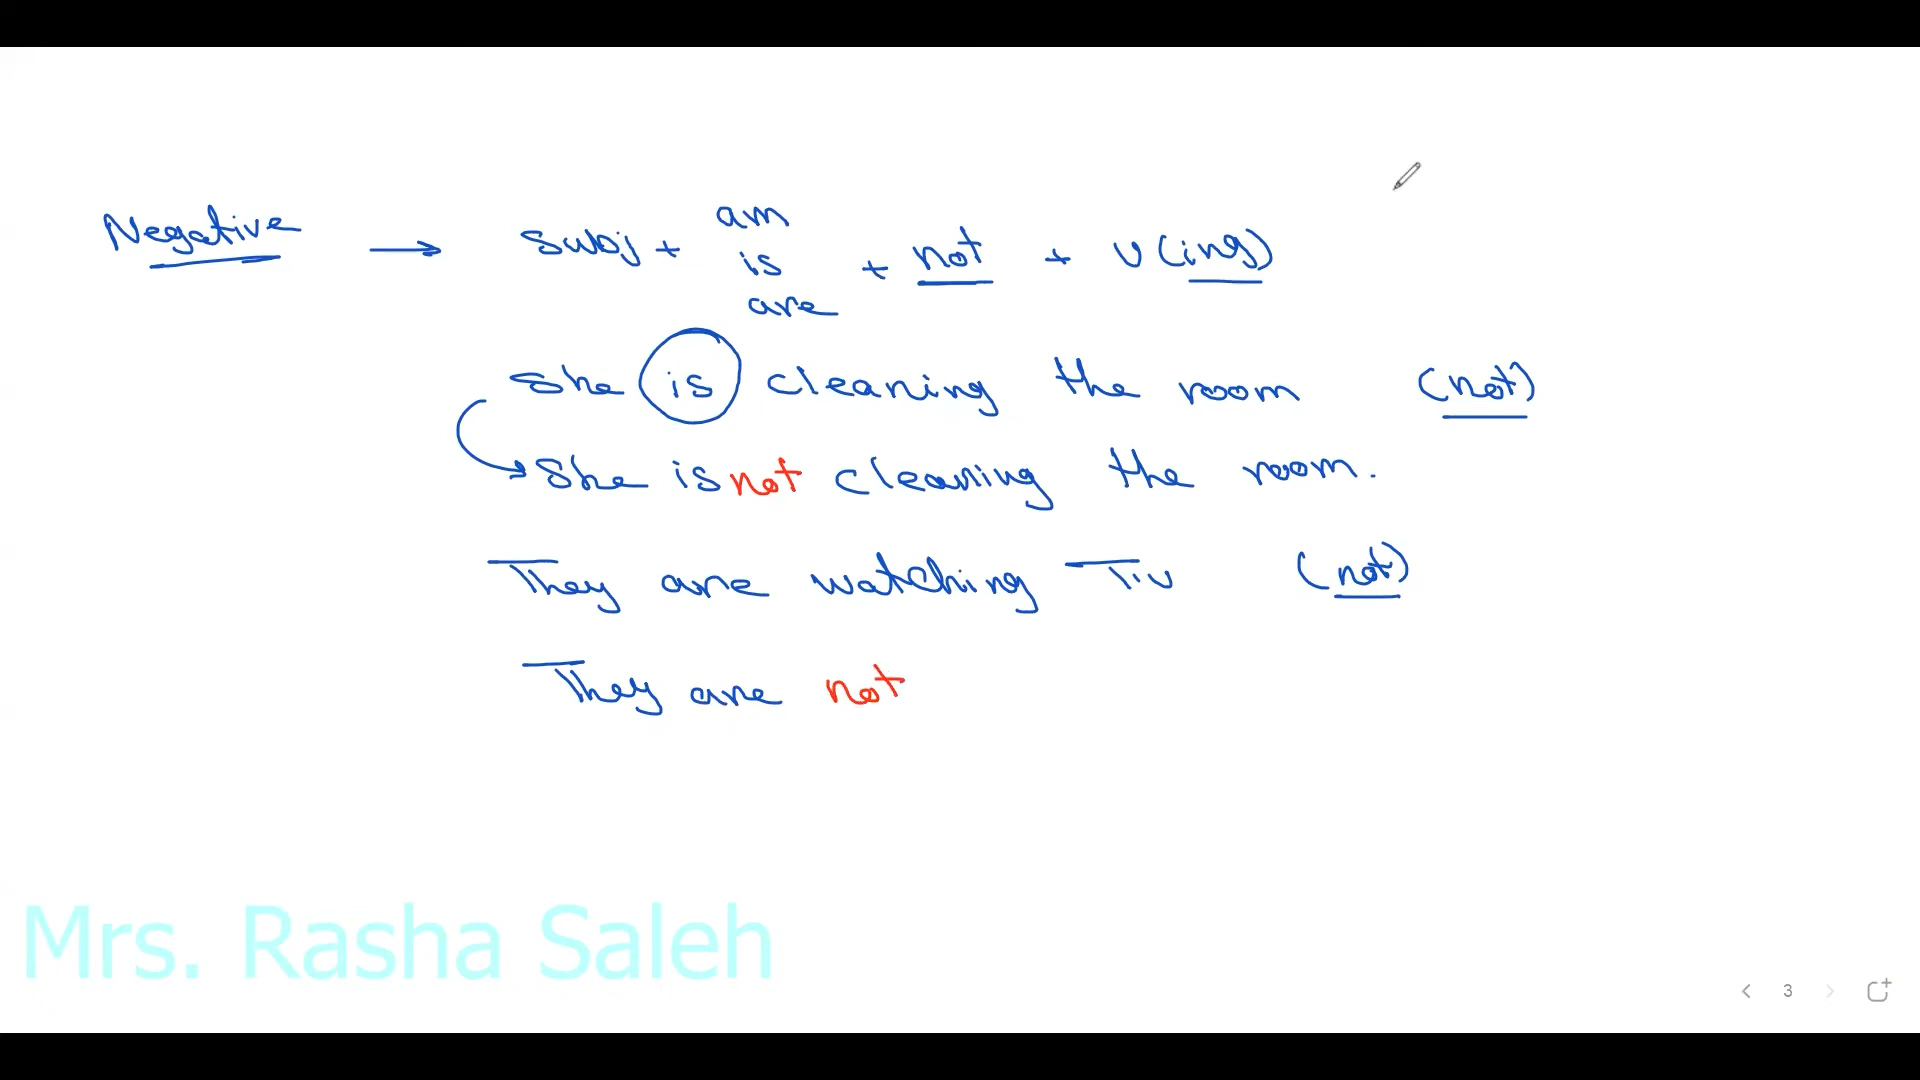 Negative → Subj + am is are + not + v (ing)
She is cleaning the room (not)
She is not cleaning the room.
They are watching T.V (not)
They are not
Mrs. Rasha Saleh
3